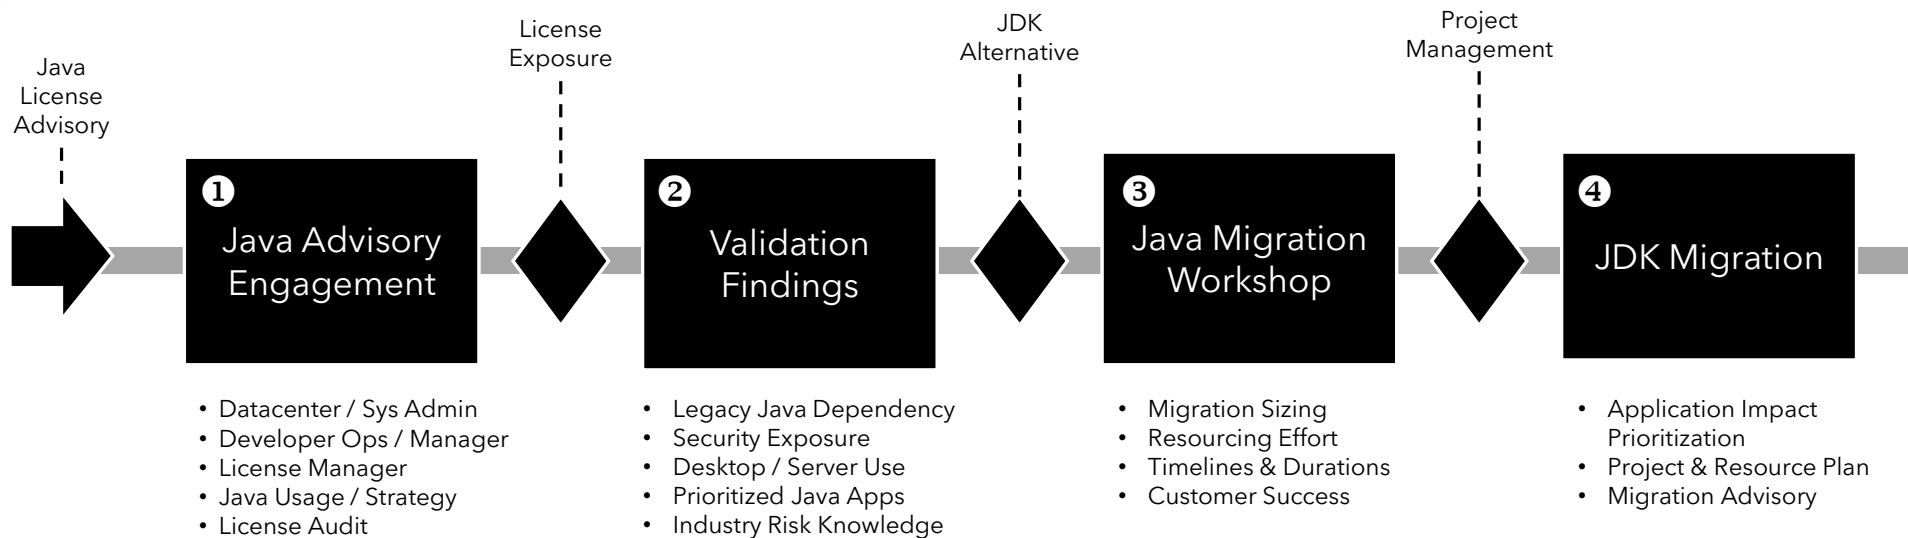 Java
License
Advisory
License
Exposure
JDK
Alternative
Project
Management
❶
Java Advisory
Engagement
❷
Validation
Findings
❸
Java Migration
Workshop
❹
JDK Migration
• Datacenter / Sys Admin
• Developer Ops / Manager
• License Manager
• Java Usage / Strategy
• License Audit
• Legacy Java Dependency
• Security Exposure
• Desktop / Server Use
• Prioritized Java Apps
• Industry Risk Knowledge
• Migration Sizing
• Resourcing Effort
• Timelines & Durations
• Customer Success
• Application Impact
Prioritization
• Project & Resource Plan
• Migration Advisory